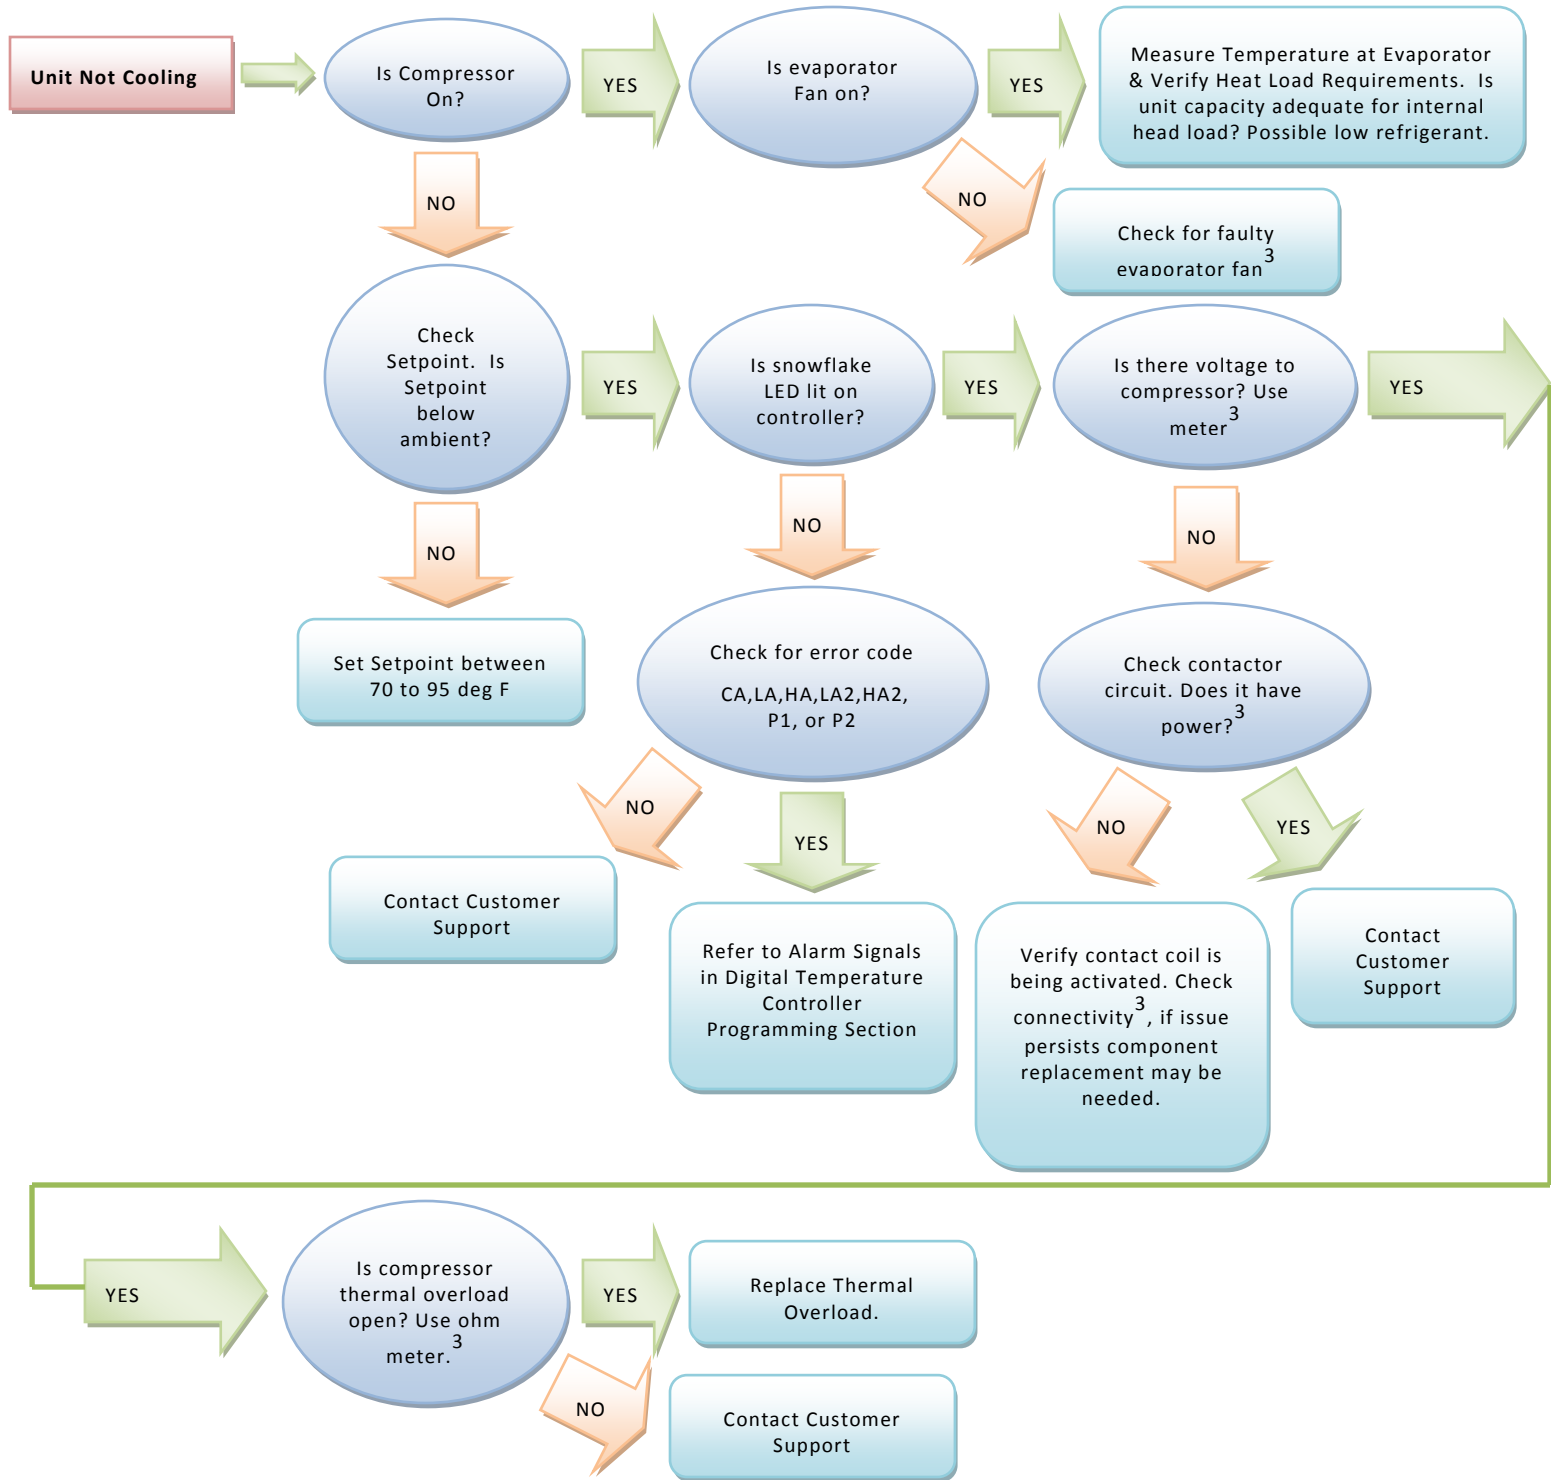 Unit Not Cooling
Is Compressor
On?
YES
Is evaporator
Fan on?
YES
Measure Temperature at Evaporator
& Verify Heat Load Requirements. Is
unit capacity adequate for internal
head load? Possible low refrigerant.
NO
NO
Check for faulty
evaporator fan3
Check
Setpoint. Is
Setpoint
below
ambient?
YES
Is snowflake
LED lit on
controller?
YES
Is there voltage to
compressor? Use
meter3
YES
NO
NO
NO
Set Setpoint between
70 to 95 deg F
Check for error code
CA,LA,HA,LA2,HA2,
P1, or P2
Check contactor
circuit. Does it have
power?3
NO
YES
NO
YES
Contact Customer
Support
Refer to Alarm Signals
in Digital Temperature
Controller
Programming Section
Verify contact coil is
being activated. Check
connectivity3, if issue
persists component
replacement may be
needed.
Contact
Customer
Support
YES
Is compressor
thermal overload
open? Use ohm
meter.3
YES
Replace Thermal
Overload.
NO
Contact Customer
Support